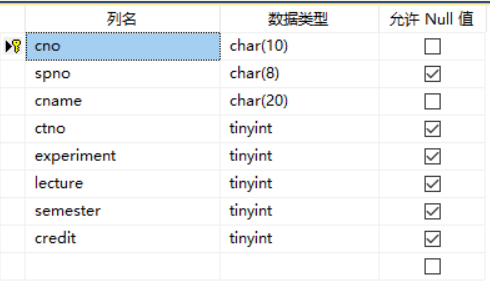 列名 数据类型 允许 Null 值
cno char(10)
spno char(8)
cname char(20)
ctno tinyint
experiment tinyint
lecture tinyint
semester tinyint
credit tinyint